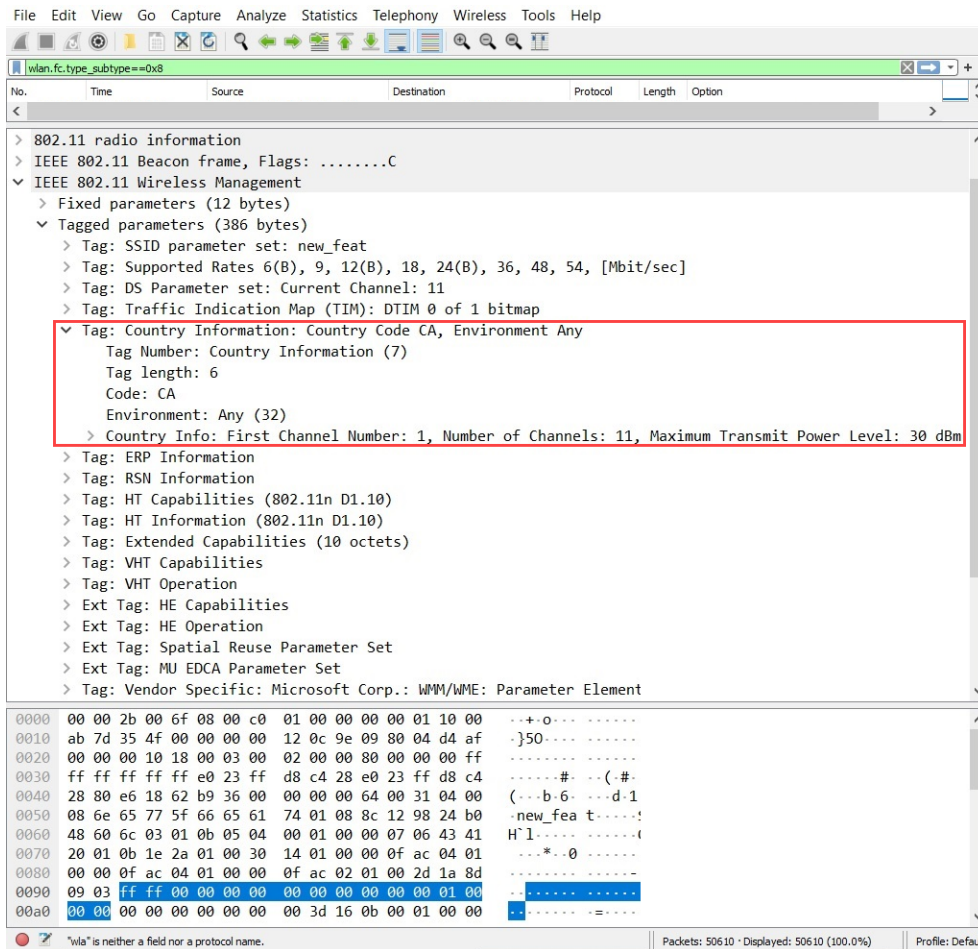 File Edit View Go Capture Analyze Statistics Telephony Wireless Tools Help
wlan.fc.type_subtype==0x8
No. Time Source Destination Protocol Length Option
802.11 radio information
IEEE 802.11 Beacon frame, Flags: ........C
IEEE 802.11 Wireless Management
Fixed parameters (12 bytes)
Tagged parameters (386 bytes)
Tag: SSID parameter set: new_feat
Tag: Supported Rates 6(B), 9, 12(B), 18, 24(B), 36, 48, 54, [Mbit/sec]
Tag: DS Parameter set: Current Channel: 11
Tag: Traffic Indication Map (TIM): DTIM 0 of 1 bitmap
Tag: Country Information: Country Code CA, Environment Any
Tag Number: Country Information (7)
Tag length: 6
Code: CA
Environment: Any (32)
Country Info: First Channel Number: 1, Number of Channels: 11, Maximum Transmit Power Level: 30 dBm
Tag: ERP Information
Tag: RSN Information
Tag: HT Capabilities (802.11n D1.10)
Tag: HT Information (802.11n D1.10)
Tag: Extended Capabilities (10 octets)
Tag: VHT Capabilities
Tag: VHT Operation
Ext Tag: HE Capabilities
Ext Tag: HE Operation
Ext Tag: Spatial Reuse Parameter Set
Ext Tag: MU EDCA Parameter Set
Tag: Vendor Specific: Microsoft Corp.: WMM/WME: Parameter Element
0000 00 00 2b 00 6f 08 00 c0 01 00 00 00 00 01 10 00 ··+·o··· ········
0010 ab 7d 35 4f 00 00 00 00 12 0c 9e 09 80 04 d4 af ·}5O···· ········
0020 00 00 00 10 18 00 03 00 02 00 00 80 00 00 00 ff ········ ········
0030 ff ff ff ff ff e0 23 ff d8 c4 28 e0 23 ff d8 c4 ······#· ··(·#·
0040 28 80 e6 18 62 b9 36 00 00 00 00 64 00 31 04 00 (···b·6· ···d·1
0050 08 6e 65 77 5f 66 65 61 74 01 08 8c 12 98 24 b0 ·new_fea t·····$
0060 48 60 6c 03 01 0b 05 04 00 01 00 00 07 06 43 41 H`l····· ······C
0070 20 01 0b 1e 2a 01 00 30 14 01 00 00 0f ac 04 01 ···*··0 ·······
0080 00 00 0f ac 04 01 00 00 0f ac 02 01 00 2d 1a 8d ········ ·····-
0090 09 03 ff ff 00 00 00 00 00 00 00 00 00 00 01 00 ········ ·······
00a0 00 00 00 00 00 00 00 00 00 3d 16 0b 00 01 00 00 ········ ·=····
"wla" is neither a field nor a protocol name. Packets: 50610 · Displayed: 50610 (100.0%) Profile: Defau